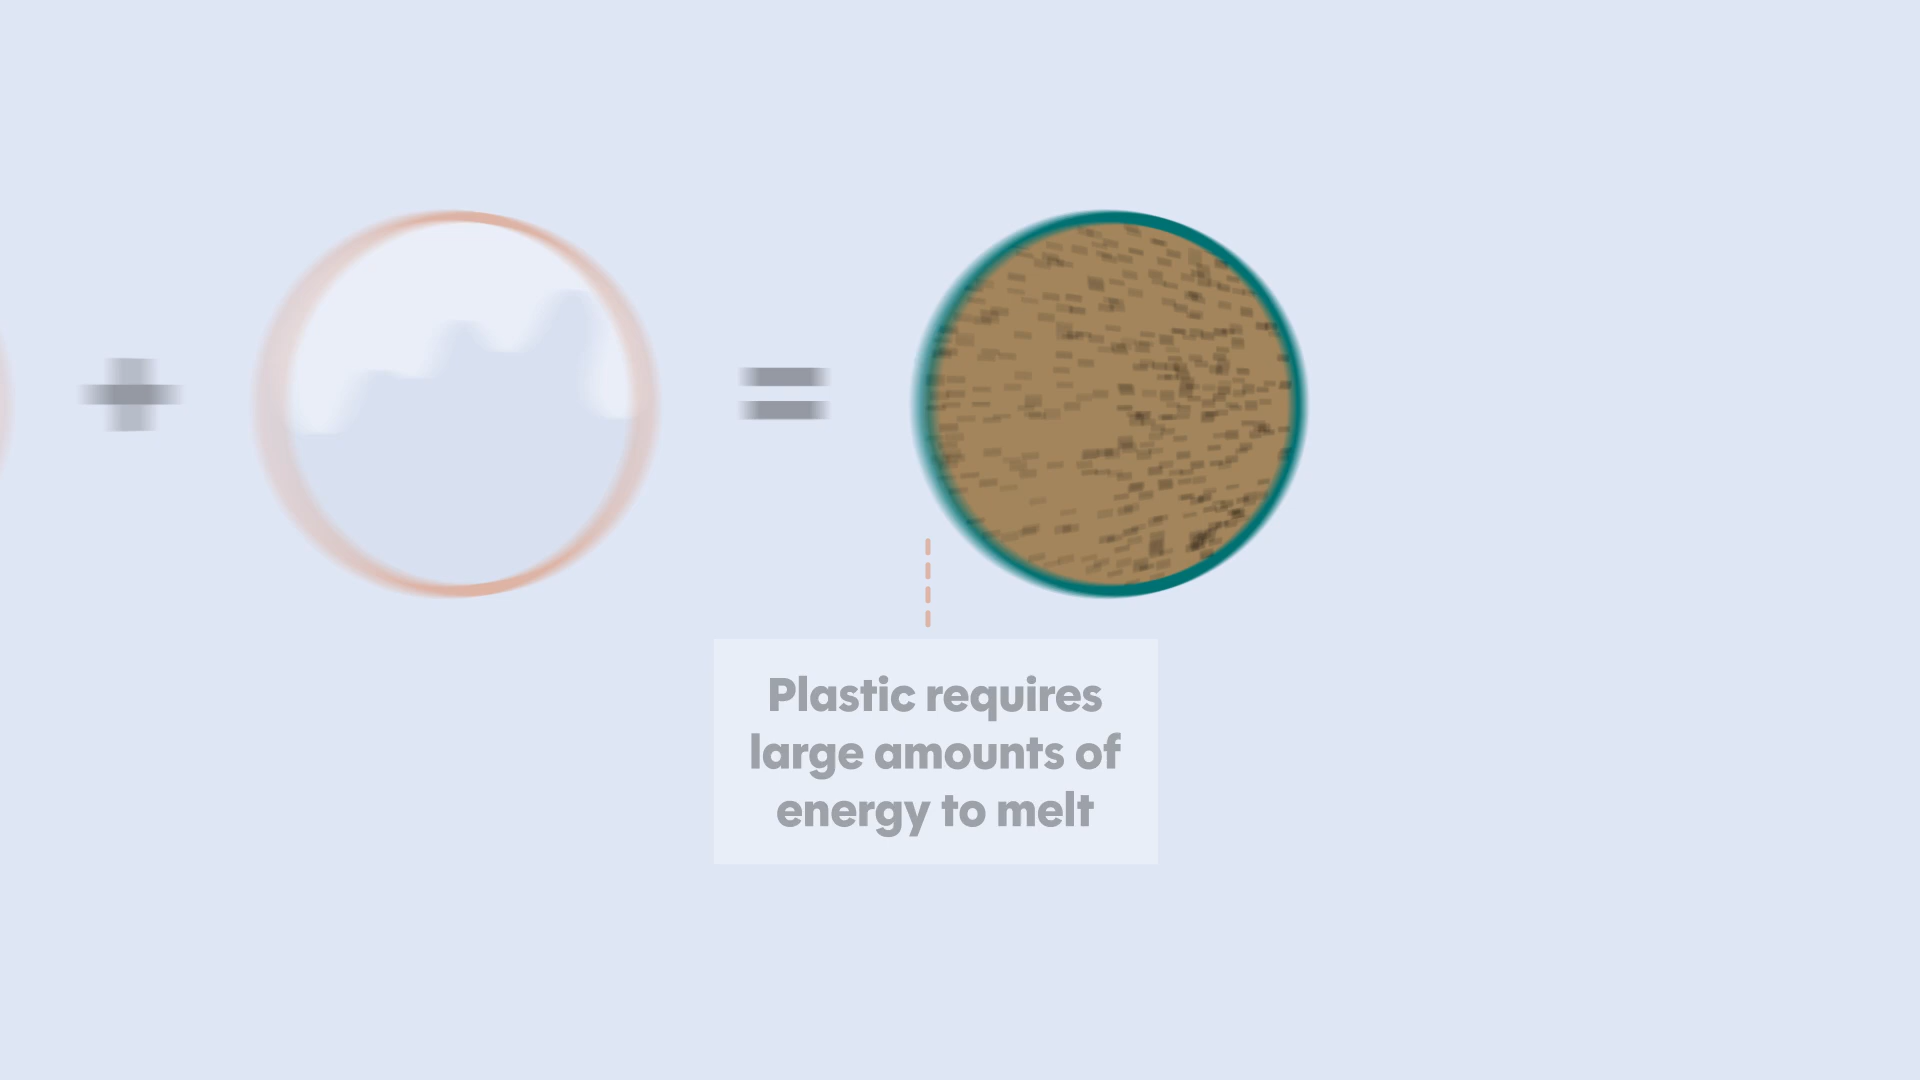 +
=
Plastic requires
large amounts of
energy to melt